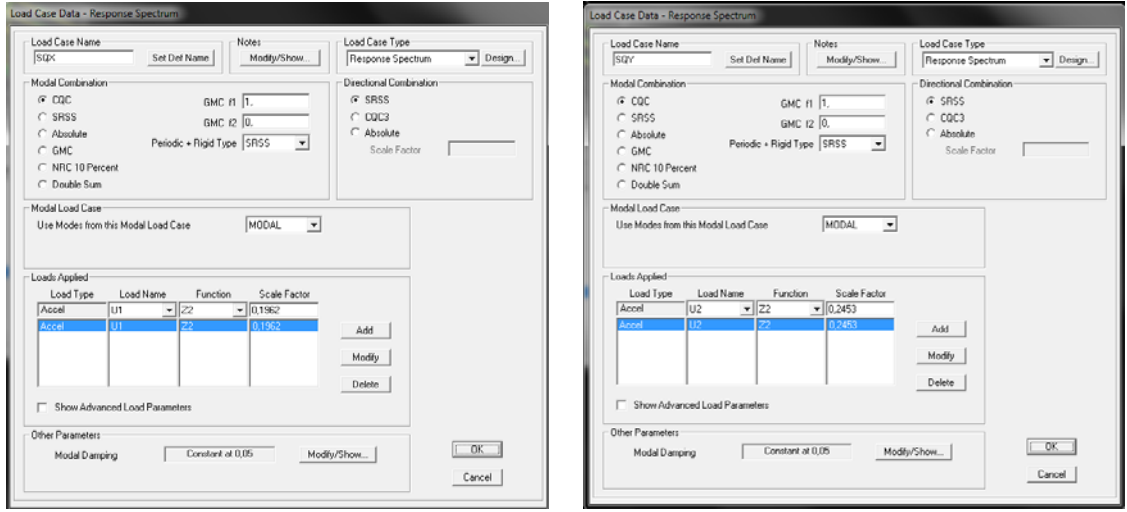 Load Case Data - Response Spectrum
Load Case Name
SQX
Set Def Name
Notes
Modify/Show...
Load Case Type
Response Spectrum
Design...
Modal Combination
CQC
SRSS
Absolute
GMC
NRC 10 Percent
Double Sum
GMC f1 1,
GMC f2 0,
Periodic + Rigid Type SRSS
Directional Combination
SRSS
CQC3
Absolute
Scale Factor
Modal Load Case
Use Modes from this Modal Load Case MODAL
Loads Applied
Load Type Load Name Function Scale Factor
Accel U1 Z2 0,1962
Accel U1 Z2 0,1962
Add
Modify
Delete
Show Advanced Load Parameters
Other Parameters
Modal Damping Constant at 0,05 Modify/Show...
OK
Cancel
Load Case Data - Response Spectrum
Load Case Name
SQY
Set Def Name
Notes
Modify/Show...
Load Case Type
Response Spectrum
Design...
Modal Combination
CQC
SRSS
Absolute
GMC
NRC 10 Percent
Double Sum
GMC f1 1,
GMC f2 0,
Periodic + Rigid Type SRSS
Directional Combination
SRSS
CQC3
Absolute
Scale Factor
Modal Load Case
Use Modes from this Modal Load Case MODAL
Loads Applied
Load Type Load Name Function Scale Factor
Accel U2 Z2 0,2453
Accel U2 Z2 0,2453
Add
Modify
Delete
Show Advanced Load Parameters
Other Parameters
Modal Damping Constant at 0,05 Modify/Show...
OK
Cancel